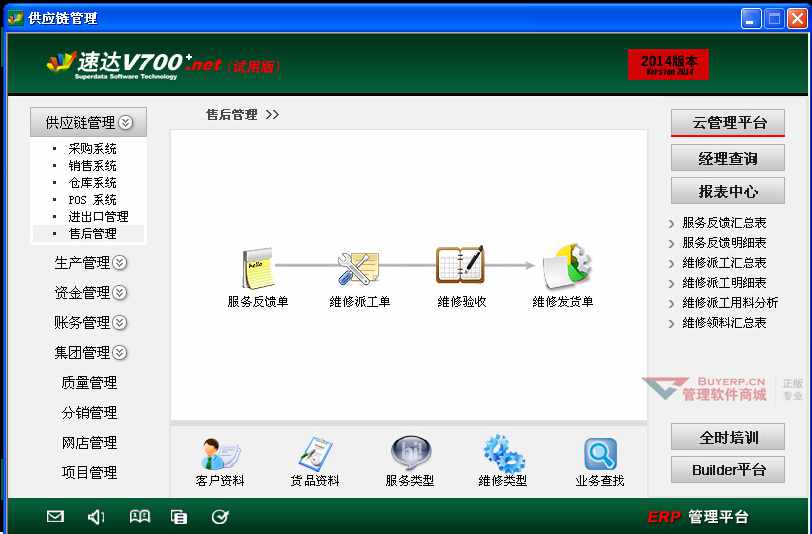 供应链管理
速达V700+.net (试用版)
Superdata Software Technology
2014版本
Version 2014
供应链管理
采购系统
销售系统
仓库系统
POS 系统
进出口管理
售后管理
生产管理
资金管理
账务管理
集团管理
质量管理
分销管理
网店管理
项目管理
售后管理 >>
hello
服务反馈单
维修派工单
维修验收
维修发货单
客户资料
货品资料
服务类型
维修类型
业务查找
云管理平台
经理查询
报表中心
服务反馈汇总表
服务反馈明细表
维修派工汇总表
维修派工明细表
维修派工用料分析
维修领料汇总表
BUYERP.CN
管理软件商城
正版
专业
全时培训
Builder平台
ERP 管理平台